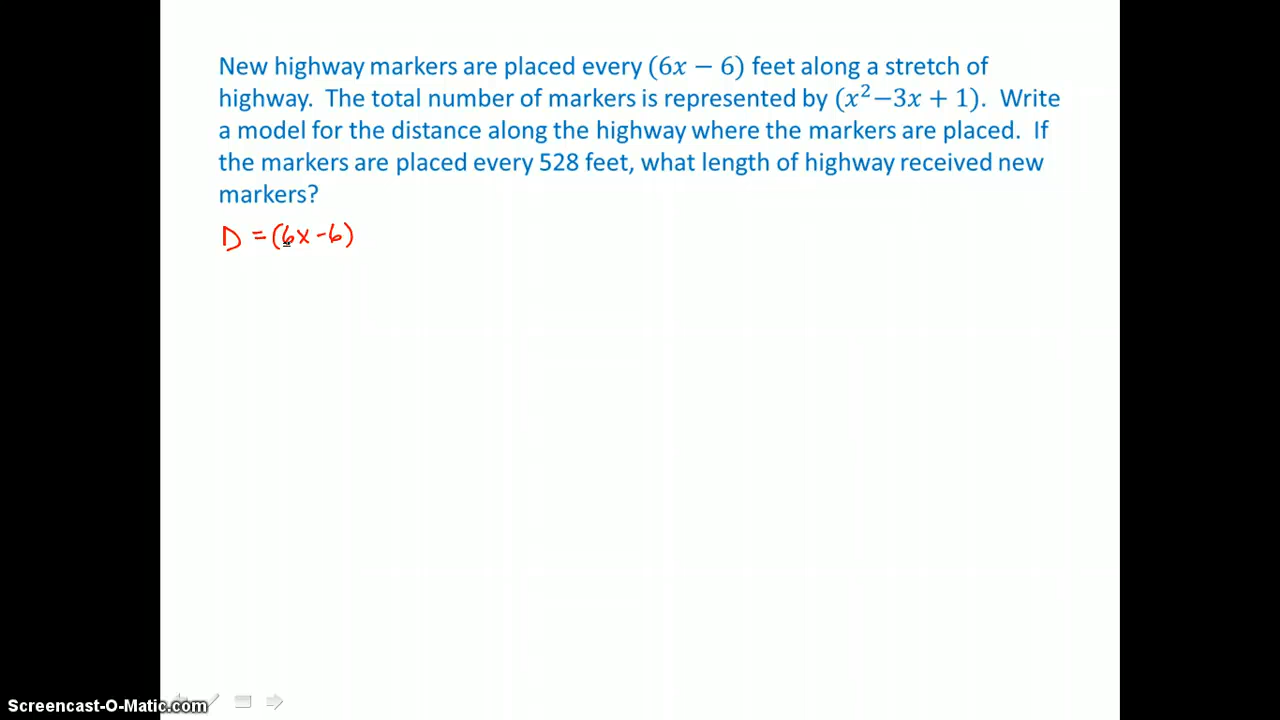 New highway markers are placed every (6x − 6) feet along a stretch of
highway. The total number of markers is represented by (x²−3x + 1). Write
a model for the distance along the highway where the markers are placed. If
the markers are placed every 528 feet, what length of highway received new
markers?
D = (6x - 6)
Screencast-O-Matic.com